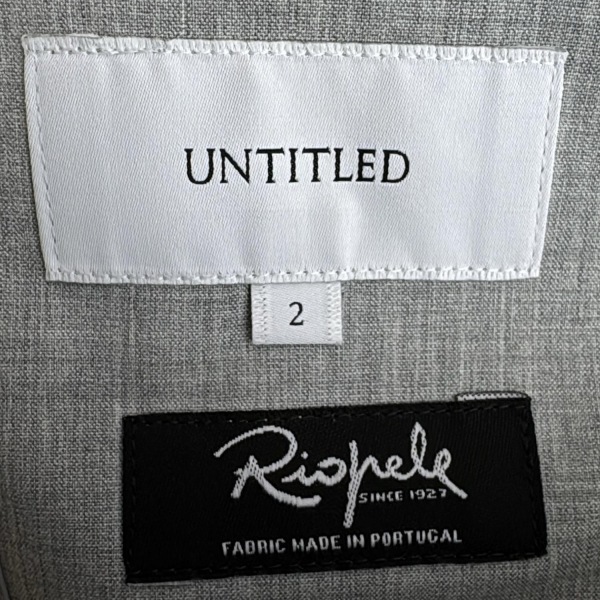 UNTITLED
2
Riopele
SINCE 1927
FABRIC MADE IN PORTUGAL